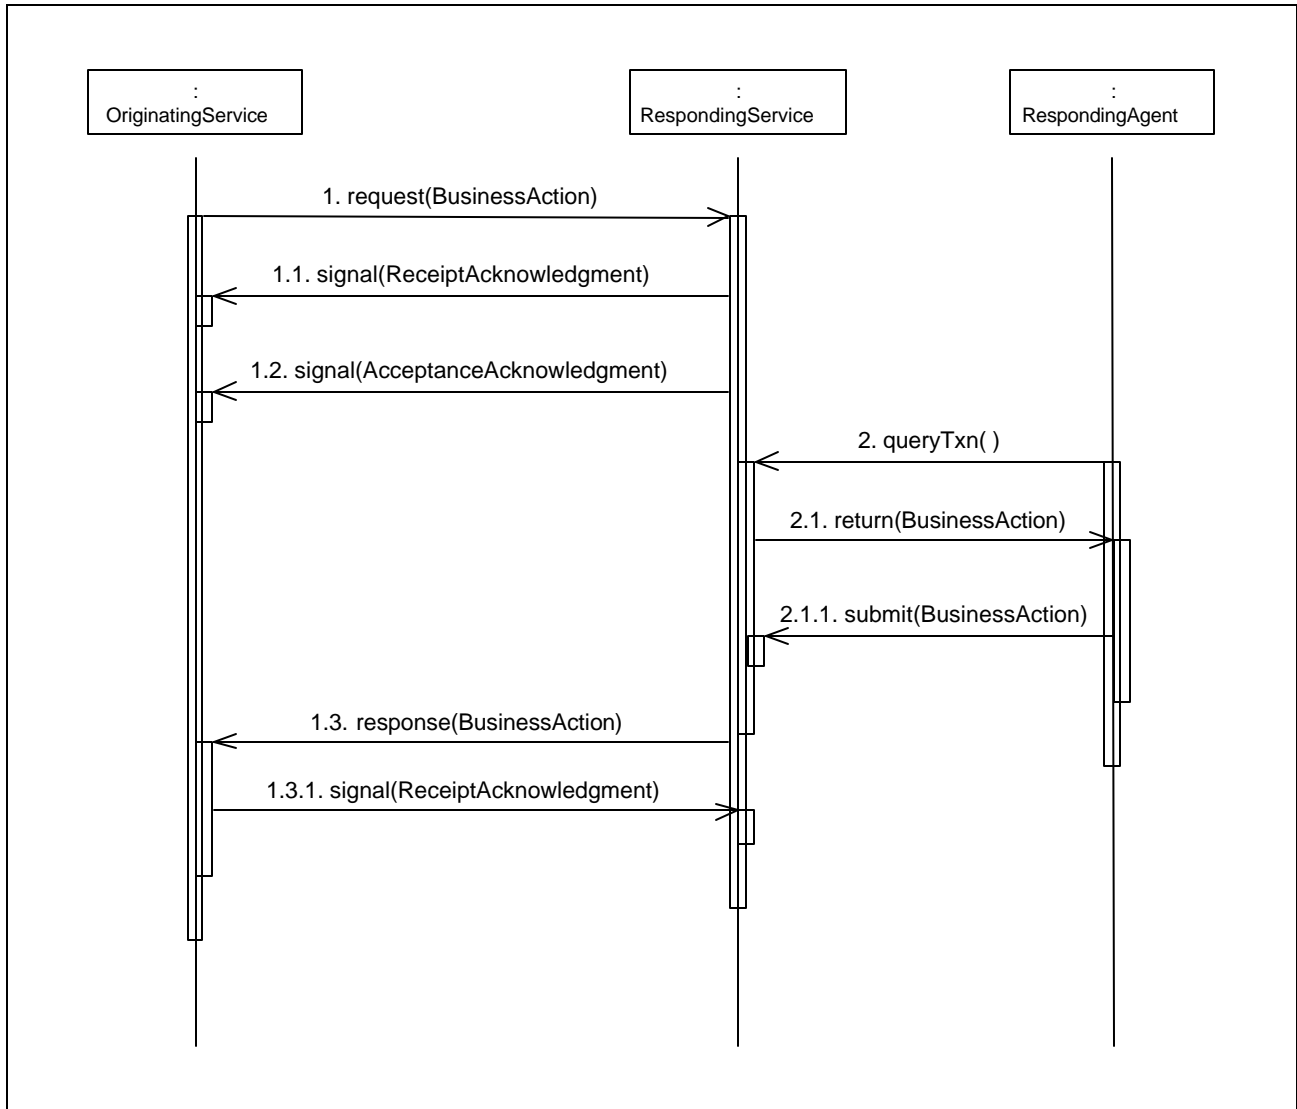 :
OriginatingService
:
RespondingService
:
RespondingAgent
1. request(BusinessAction)
1.1. signal(ReceiptAcknowledgment)
1.2. signal(AcceptanceAcknowledgment)
2. queryTxn( )
2.1. return(BusinessAction)
2.1.1. submit(BusinessAction)
1.3. response(BusinessAction)
1.3.1. signal(ReceiptAcknowledgment)